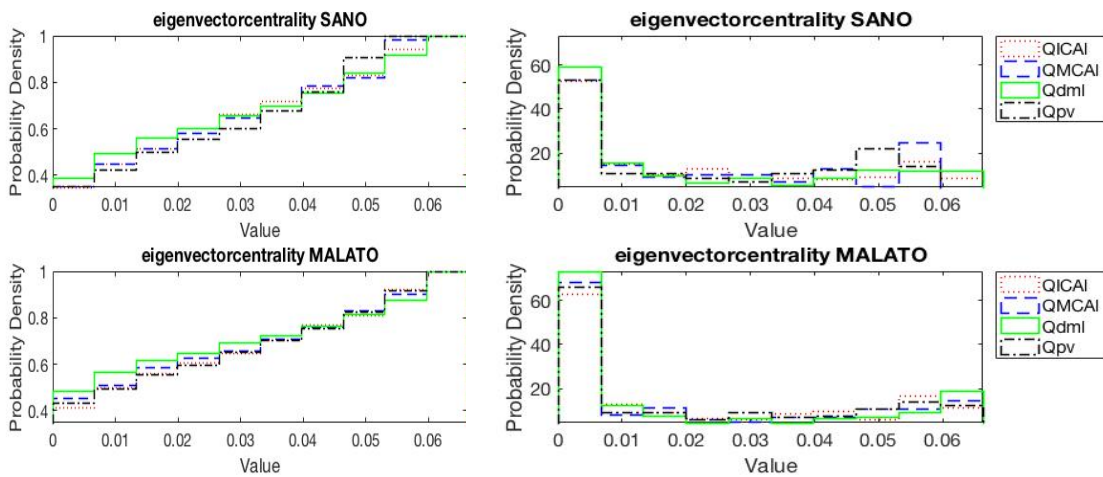 eigenvectorcentrality SANO
Probability Density
1
0.8
0.6
0.4
0
0.01
0.02
0.03
0.04
0.05
0.06
Value
eigenvectorcentrality SANO
Probability Density
60
40
20
0
0.01
0.02
0.03
0.04
0.05
0.06
Value
QICAI
QMCAI
Qdml
Qpv
eigenvectorcentrality MALATO
Probability Density
1
0.8
0.6
0.4
0
0.01
0.02
0.03
0.04
0.05
0.06
Value
eigenvectorcentrality MALATO
Probability Density
60
40
20
0
0.01
0.02
0.03
0.04
0.05
0.06
Value
QICAI
QMCAI
Qdml
Qpv